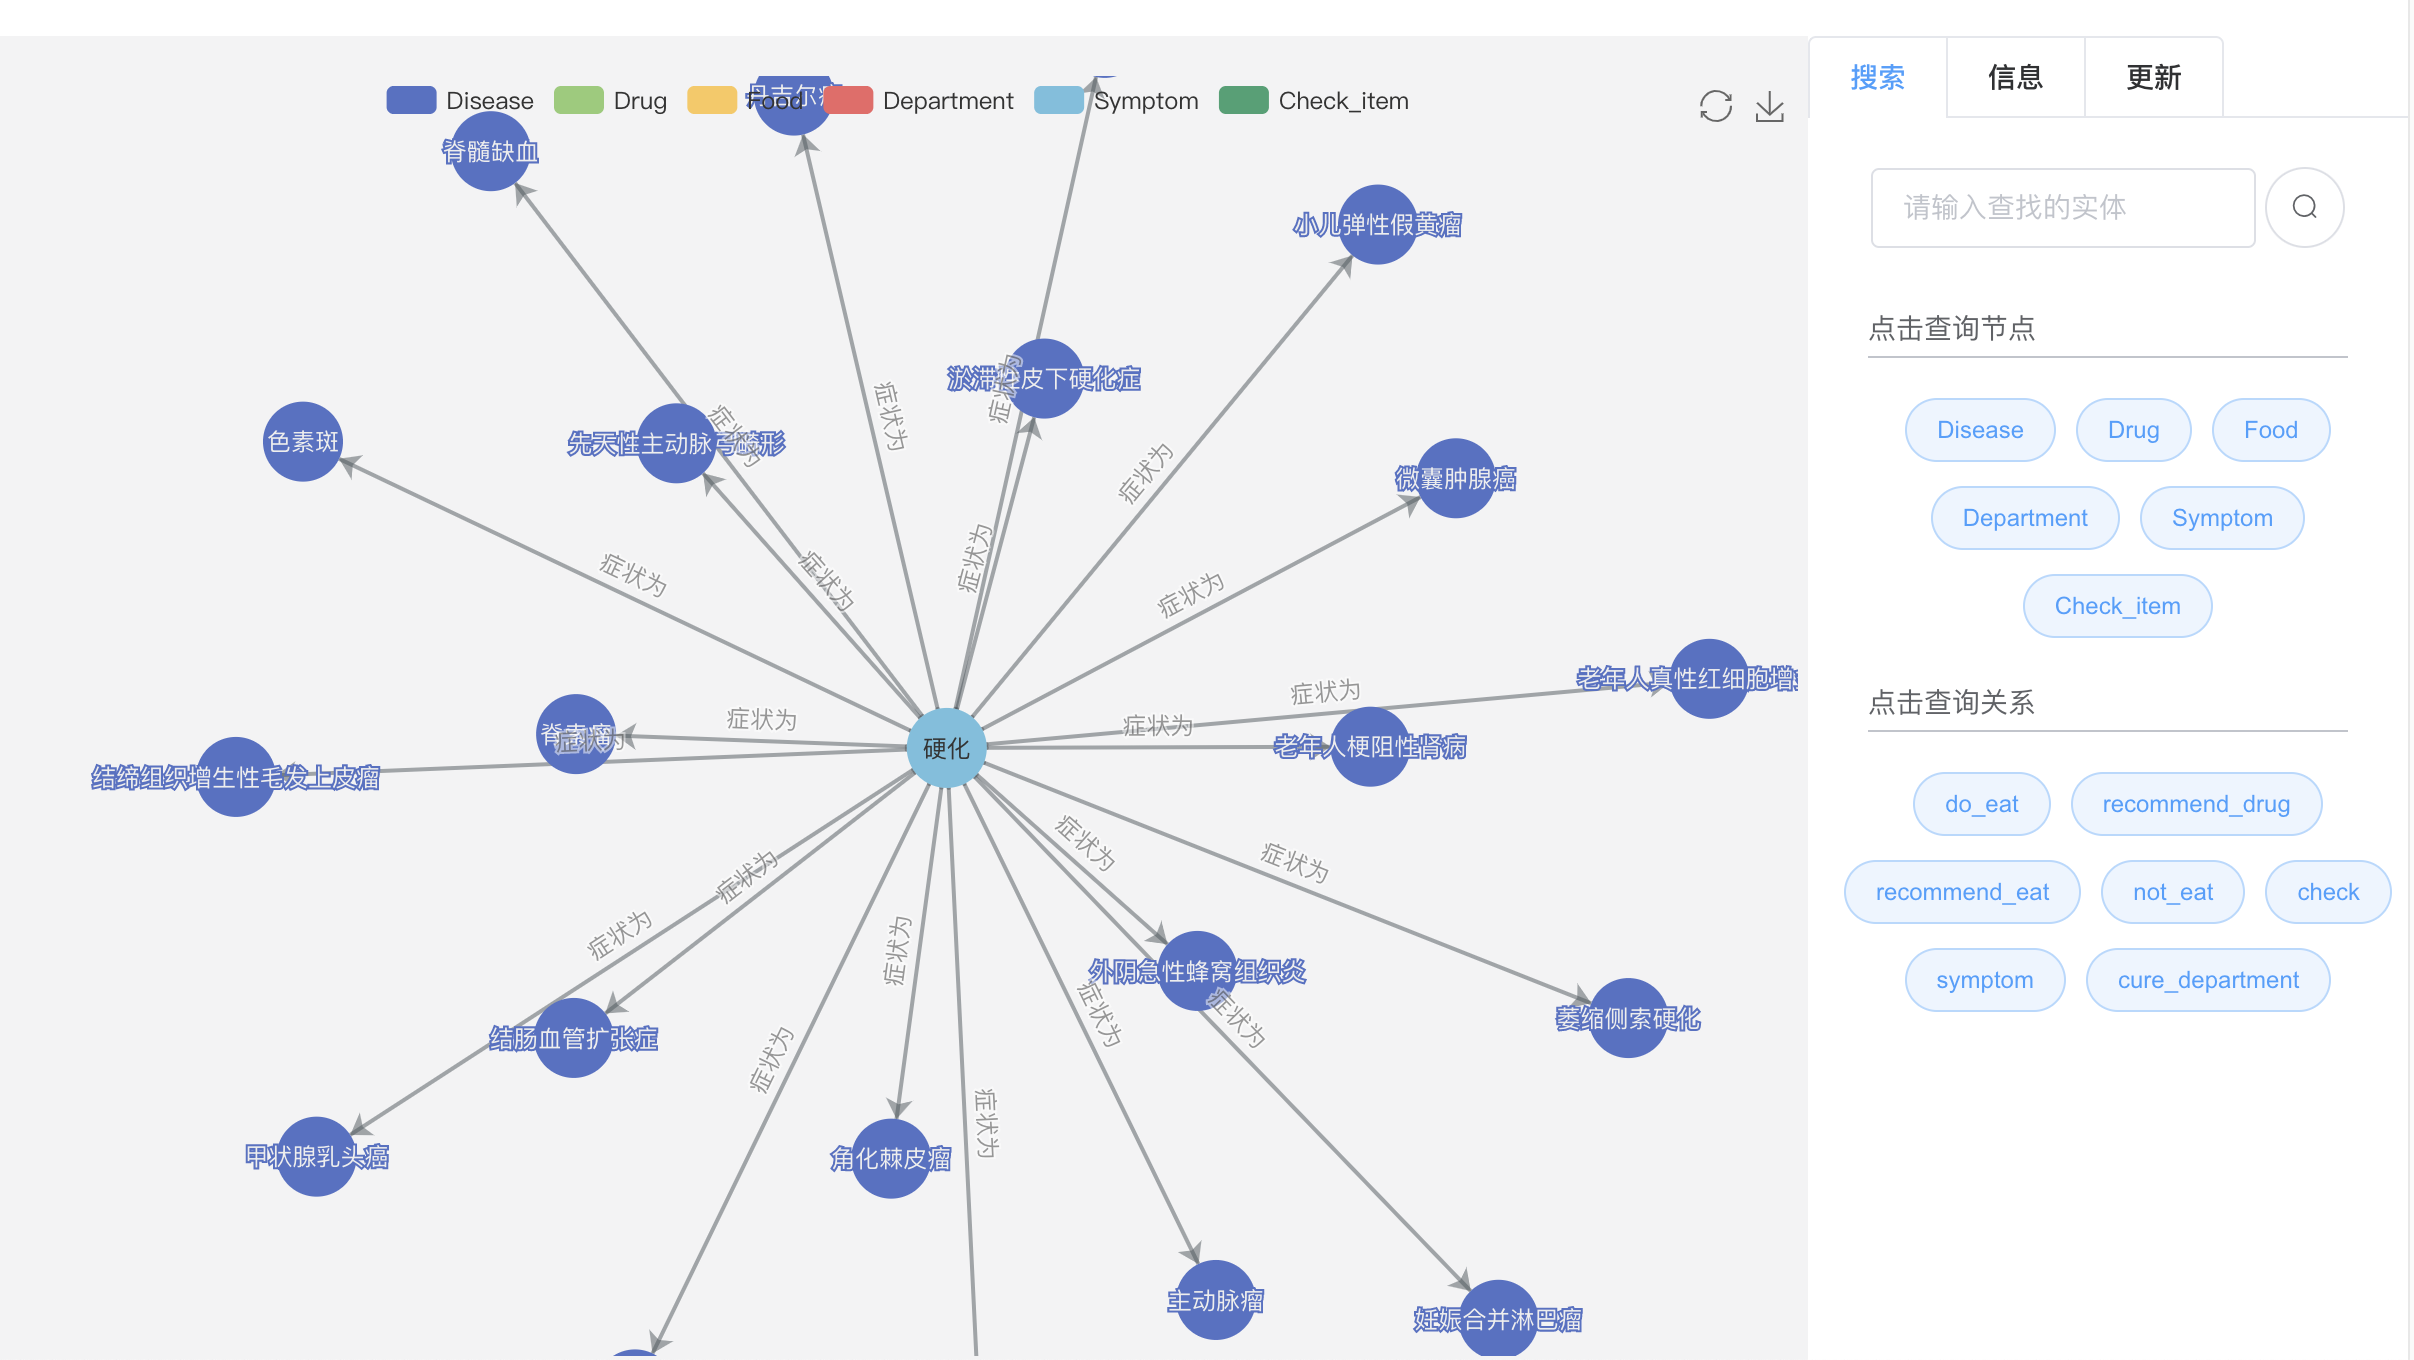 Disease Drug Food Department Symptom Check_item
搜索 信息 更新
请输入查找的实体
点击查询节点
Disease Drug Food
Department Symptom
Check_item
点击查询关系
do_eat recommend_drug
recommend_eat not_eat check
symptom cure_department
丹吉尔
脊髓缺血
小儿弹性假黄瘤
淤滞 皮下硬化症
症状为
症状为
色素斑
先天性主动脉 畸形
症状为
症状为
微囊肿腺癌
症状为
症状为
症状为
症状为
症状为
老年人真性红细胞增
症状为
脊索瘤
症状为
症状为
症状为
硬化
老年人梗阻性肾病
结缔组织增生性毛发上皮瘤
症状为
症状为
症状为
症状为
症状为
外阴急性蜂窝组织炎
症状为
症状为
萎缩侧索硬化
结肠血管扩张症
症状为
症状为
甲状腺乳头癌
角化棘皮瘤
主动脉瘤
妊娠合并淋巴瘤